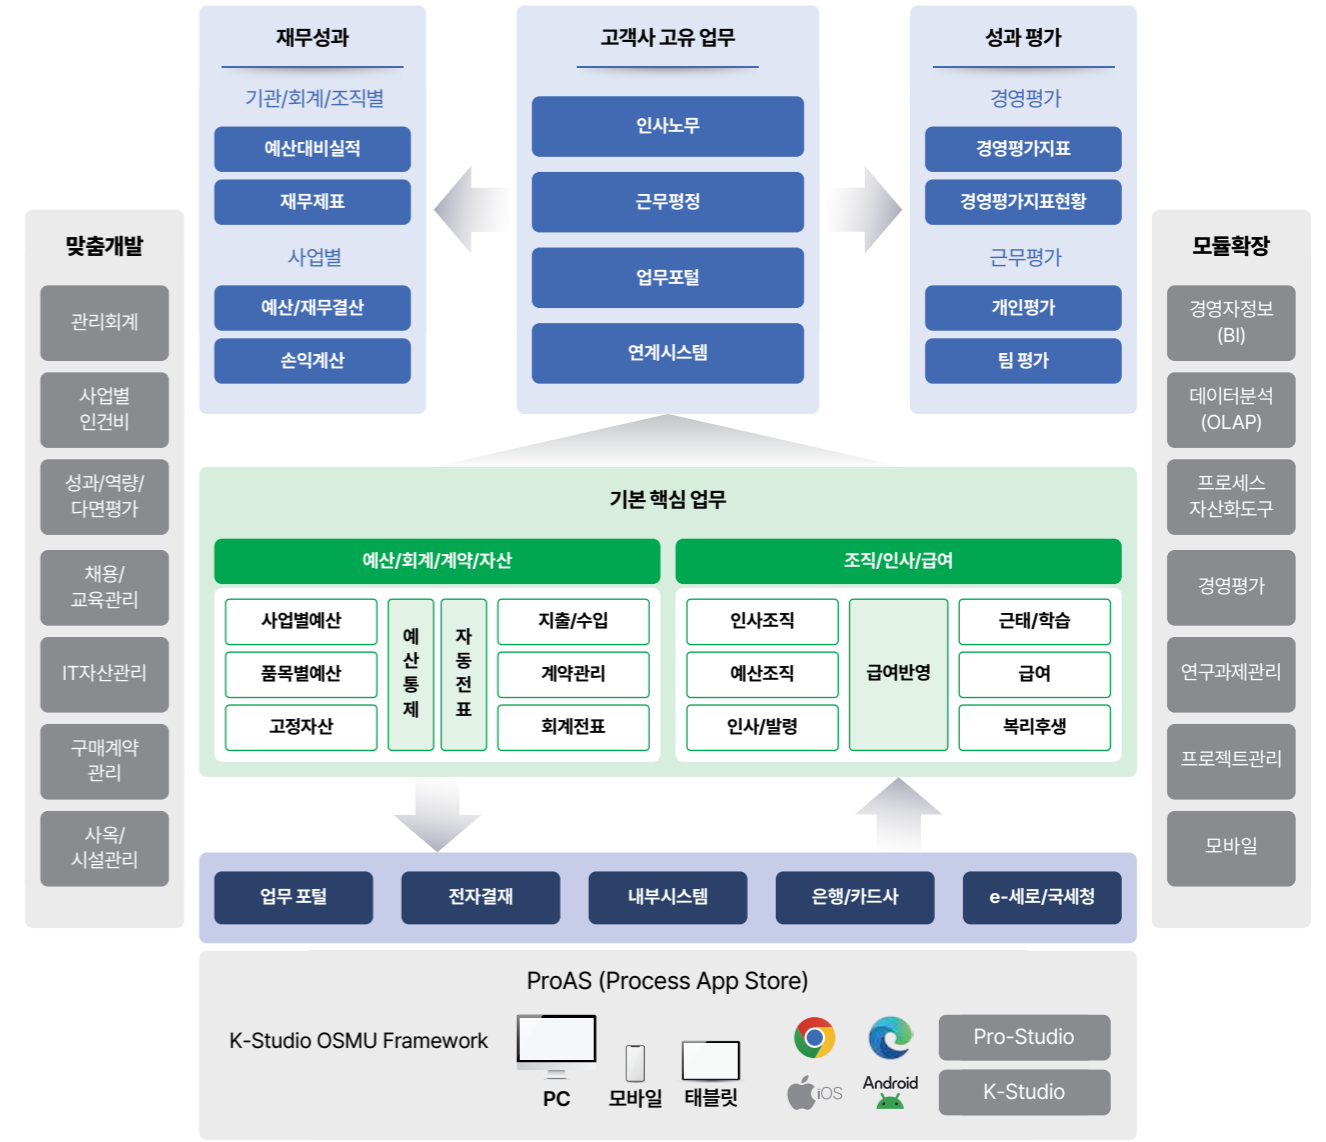 재무성과
기관/회계/조직별
예산대비실적
재무제표
사업별
예산/재무결산
손익계산
고객사 고유 업무
인사노무
근무평정
업무포털
연계시스템
성과 평가
경영평가
경영평가지표
경영평가지표현황
근무평가
개인평가
팀 평가
맞춤개발
관리회계
사업별
인건비
성과/역량/
다면평가
채용/
교육관리
IT자산관리
구매계약
관리
사옥/
시설관리
기본 핵심 업무
예산/회계/계약/자산
사업별예산
품목별예산
고정자산
예
산
통
제
자
동
전
표
지출/수입
계약관리
회계전표
조직/인사/급여
인사조직
예산조직
인사/발령
급여반영
근태/학습
급여
복리후생
모듈확장
경영자정보
(BI)
데이터분석
(OLAP)
프로세스
자산화도구
경영평가
연구과제관리
프로젝트관리
모바일
업무 포털
전자결재
내부시스템
은행/카드사
e-세로/국세청
ProAS (Process App Store)
K-Studio OSMU Framework
PC
모바일
태블릿
iOS
Android
Pro-Studio
K-Studio